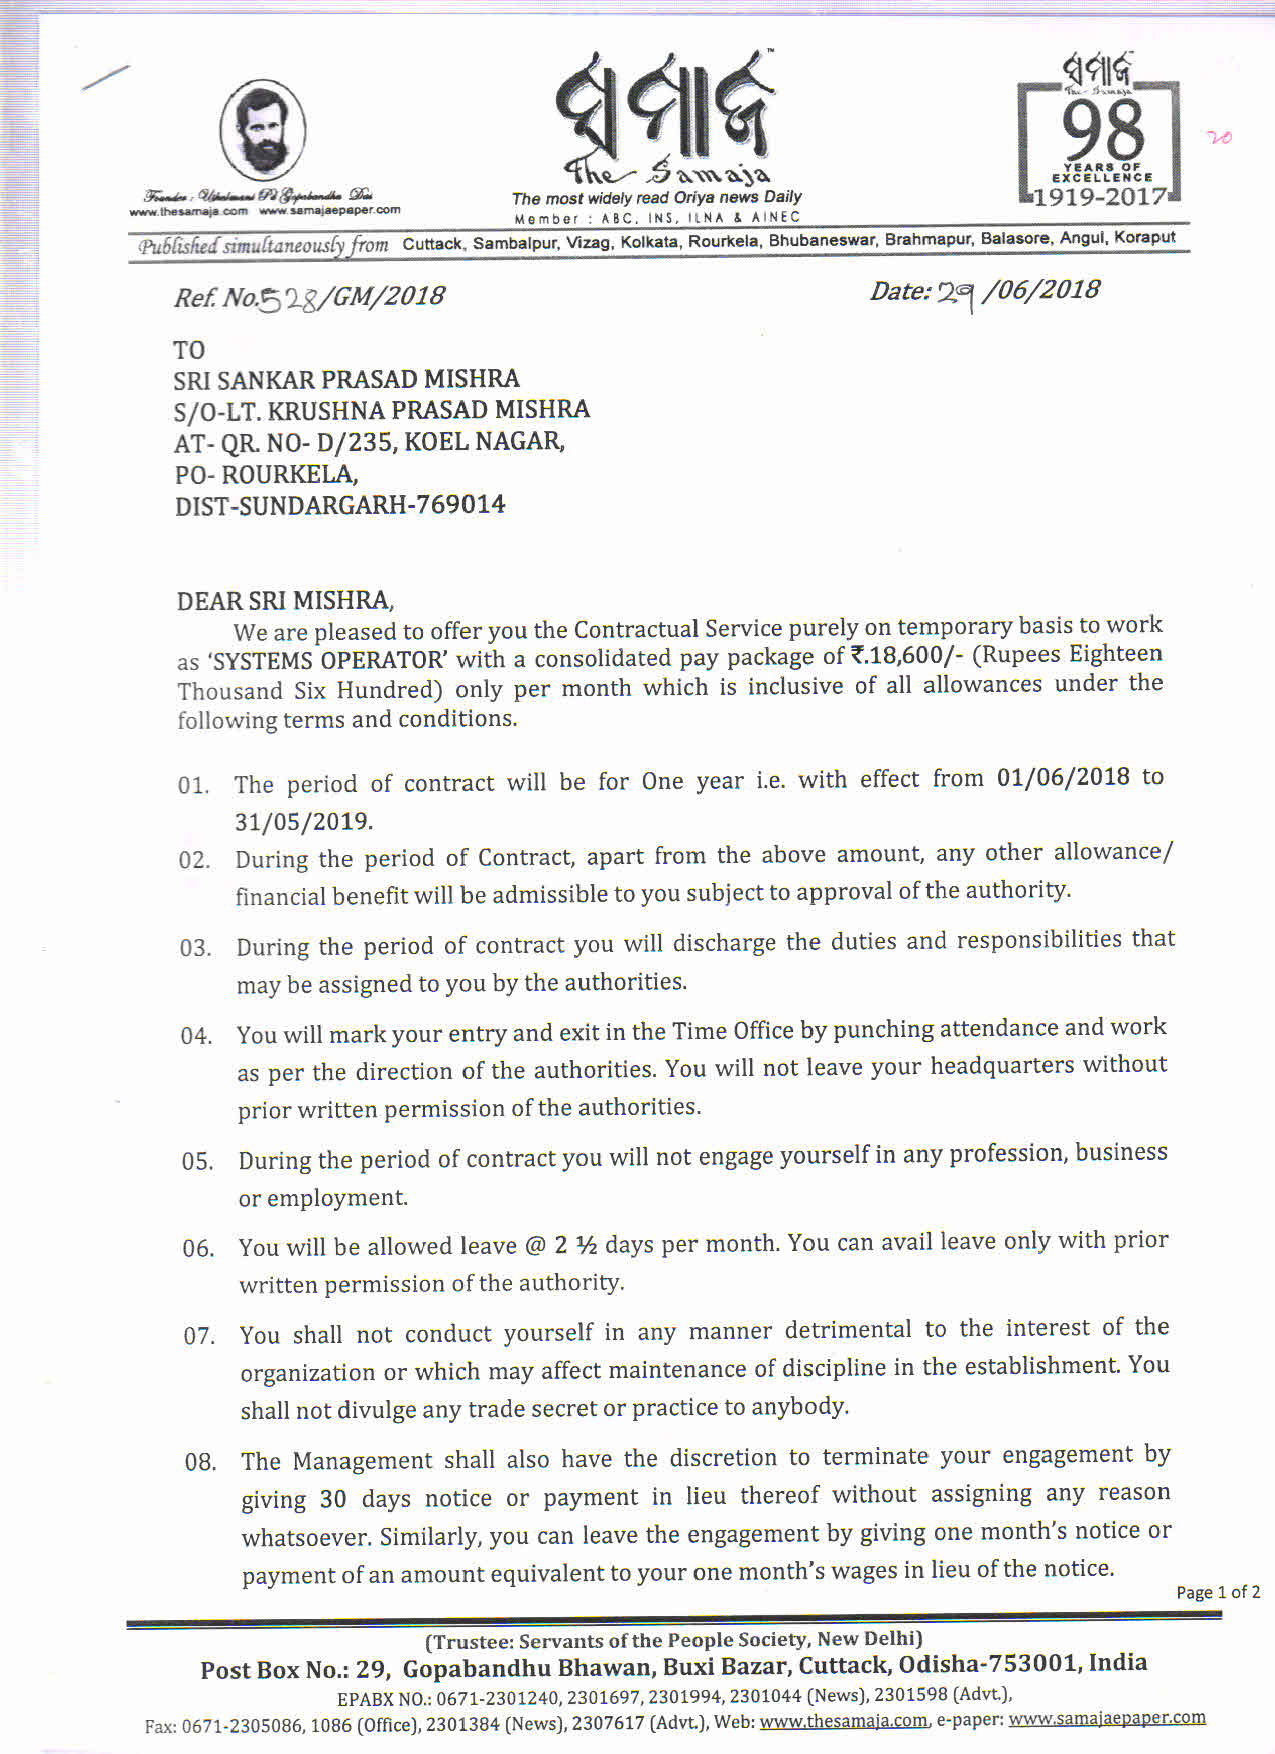 ସମାଜ
™
The Samaja
The most widely read Oriya news Daily
Member : ABC, INS, ILNA & AINEC
Founder : Utkalmani Pd Gopabandhu Das
www.thesamaja.com www.samajaepaper.com
ସମାଜ
The Samaja
98
YEARS OF
EXCELLENCE
1919-2017
20
Published simultaneously from Cuttack, Sambalpur, Vizag, Kolkata, Rourkela, Bhubaneswar, Brahmapur, Balasore, Angul, Koraput
Ref. No.528/GM/2018
Date: 29/06/2018
TO
SRI SANKAR PRASAD MISHRA
S/O-LT. KRUSHNA PRASAD MISHRA
AT- QR. NO- D/235, KOEL NAGAR,
PO- ROURKELA,
DIST-SUNDARGARH-769014
DEAR SRI MISHRA,
We are pleased to offer you the Contractual Service purely on temporary basis to work
as ‘SYSTEMS OPERATOR’ with a consolidated pay package of ₹.18,600/- (Rupees Eighteen
Thousand Six Hundred) only per month which is inclusive of all allowances under the
following terms and conditions.
01. The period of contract will be for One year i.e. with effect from 01/06/2018 to
31/05/2019.
02. During the period of Contract, apart from the above amount, any other allowance/
financial benefit will be admissible to you subject to approval of the authority.
03. During the period of contract you will discharge the duties and responsibilities that
may be assigned to you by the authorities.
04. You will mark your entry and exit in the Time Office by punching attendance and work
as per the direction of the authorities. You will not leave your headquarters without
prior written permission of the authorities.
05. During the period of contract you will not engage yourself in any profession, business
or employment.
06. You will be allowed leave @ 2 ½ days per month. You can avail leave only with prior
written permission of the authority.
07. You shall not conduct yourself in any manner detrimental to the interest of the
organization or which may affect maintenance of discipline in the establishment. You
shall not divulge any trade secret or practice to anybody.
08. The Management shall also have the discretion to terminate your engagement by
giving 30 days notice or payment in lieu thereof without assigning any reason
whatsoever. Similarly, you can leave the engagement by giving one month’s notice or
payment of an amount equivalent to your one month’s wages in lieu of the notice.
Page 1 of 2
(Trustee: Servants of the People Society, New Delhi)
Post Box No.: 29, Gopabandhu Bhawan, Buxi Bazar, Cuttack, Odisha-753001, India
EPABX NO.: 0671-2301240, 2301697, 2301994, 2301044 (News), 2301598 (Advt.),
Fax: 0671-2305086, 1086 (Office), 2301384 (News), 2307617 (Advt.), Web: www.thesamaja.com, e-paper: www.samajaepaper.com